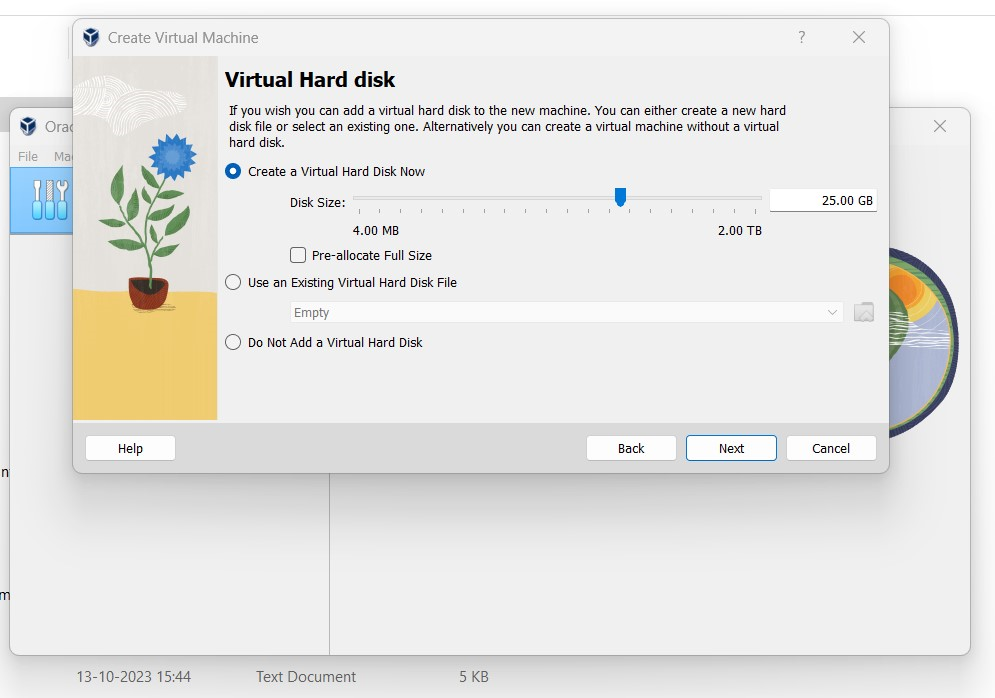 Create Virtual Machine
?
Virtual Hard disk
If you wish you can add a virtual hard disk to the new machine. You can either create a new hard
disk file or select an existing one. Alternatively you can create a virtual machine without a virtual
hard disk.
Create a Virtual Hard Disk Now
Disk Size:
25.00 GB
4.00 MB
2.00 TB
Pre-allocate Full Size
Use an Existing Virtual Hard Disk File
Empty
Do Not Add a Virtual Hard Disk
Help
Back
Next
Cancel
File
13-10-2023 15:44
Text Document
5 KB